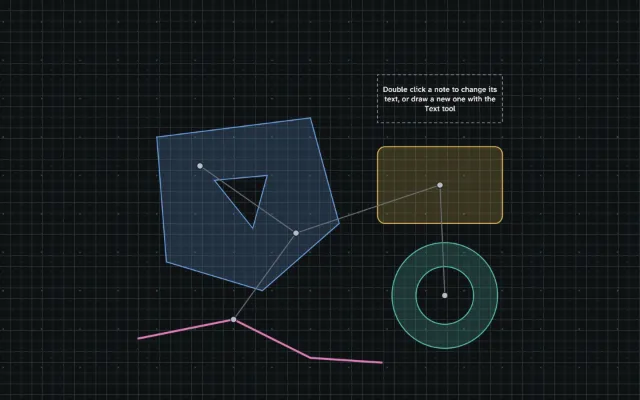 Double click a note to change its
text, or draw a new one with the
Text tool